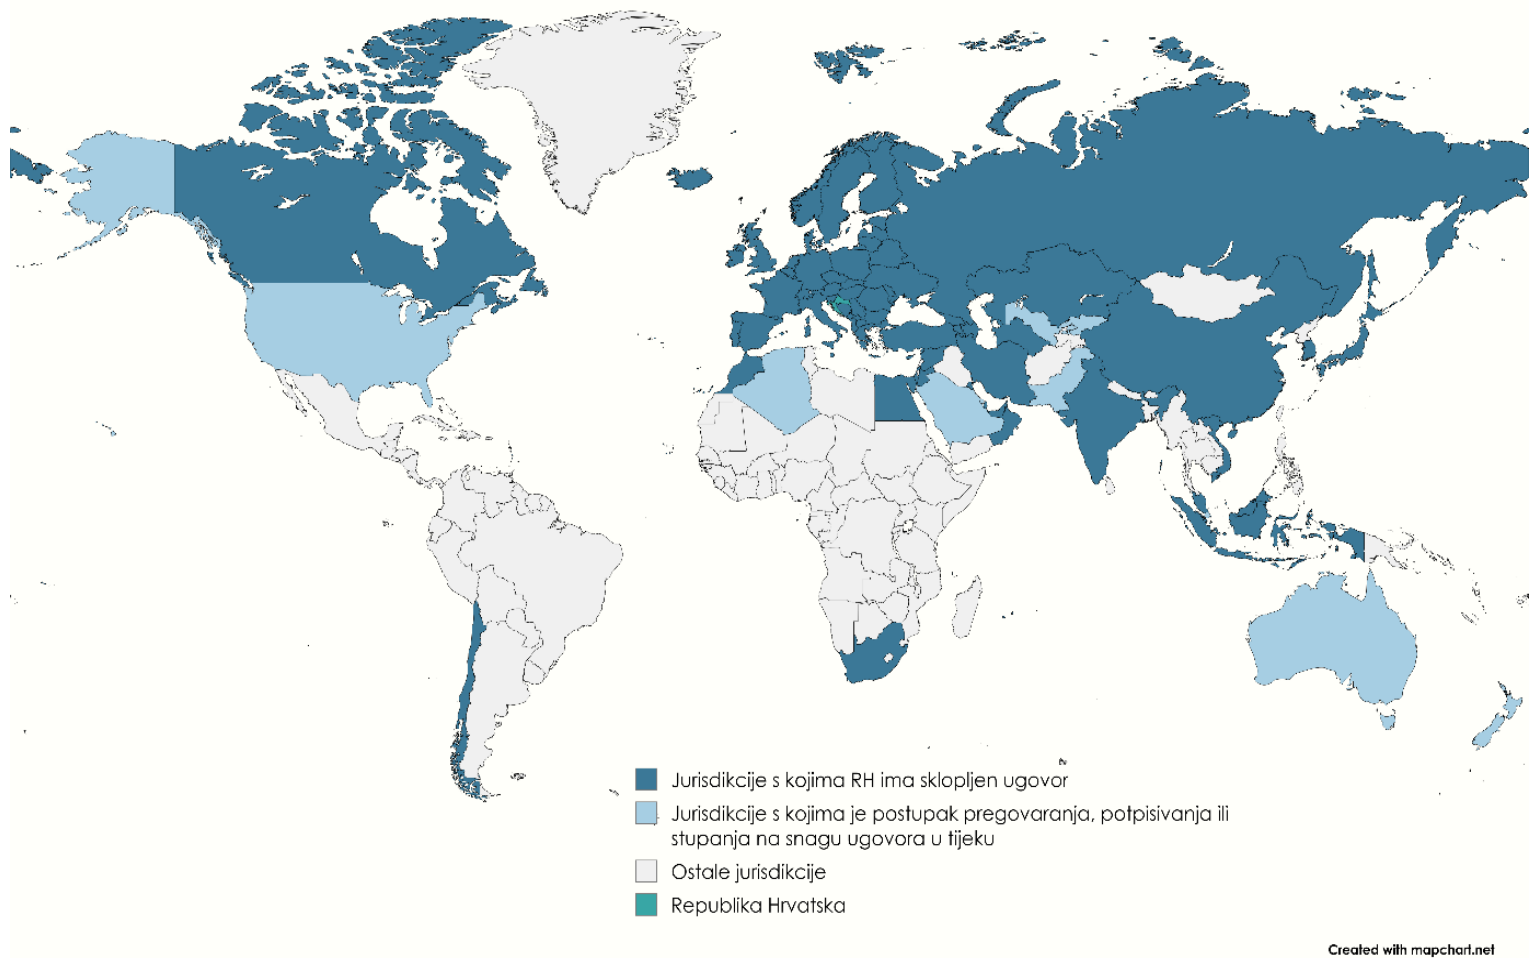 Jurisdikcije s kojima RH ima sklopljen ugovor
Jurisdikcije s kojima je postupak pregovaranja, potpisivanja ili
stupanja na snagu ugovora u tijeku
Ostale jurisdikcije
Republika Hrvatska
Created with mapchart.net